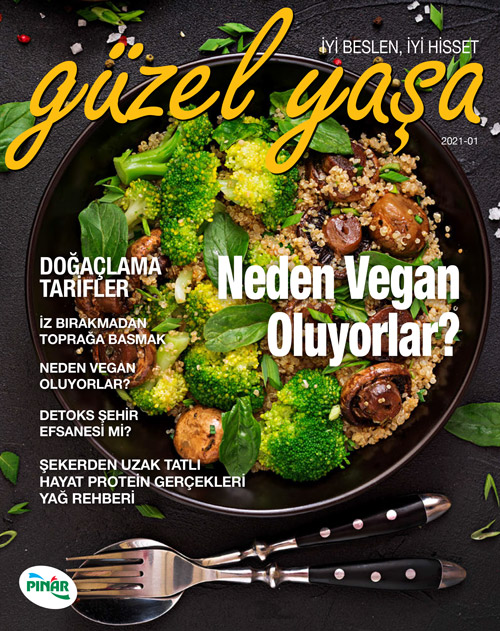 İYİ BESLEN, İYİ HİSSET
güzel yaşa
2021-01
DOĞAÇLAMA
TARİFLER
İZ BIRAKMADAN
TOPRAĞA BASMAK
NEDEN VEGAN
OLUYORLAR?
DETOKS ŞEHİR
EFSANESİ Mİ?
ŞEKERDEN UZAK TATLI
HAYAT PROTEİN GERÇEKLERİ
YAĞ REHBERİ
Neden Vegan
Oluyorlar?
PINAR